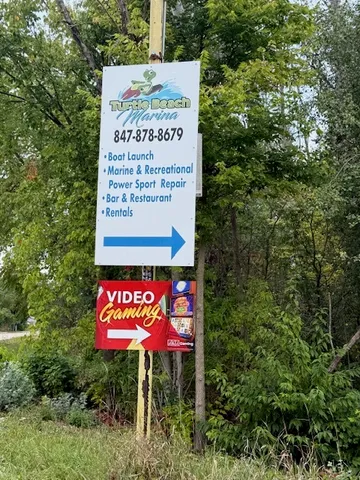 Turtle Beach
Marina
847-878-8679
• Boat Launch
• Marine & Recreational
Power Sport Repair
• Bar & Restaurant
• Rentals
VIDEO
Gaming